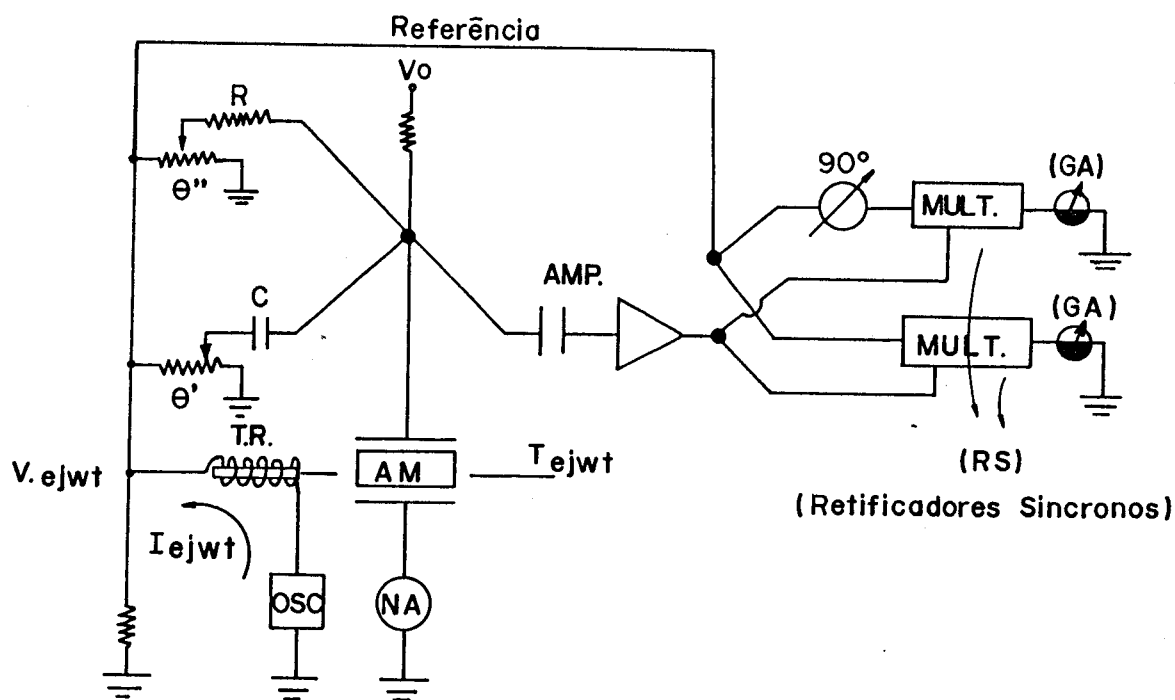 Referência
Vo
R
θ"
90°
(GA)
MULT.
AMP.
C
(GA)
MULT.
θ'
T.R.
V.ejwt
AM
Tejwt
(RS)
(Retificadores Sincronos)
Iejwt
OSC
NA